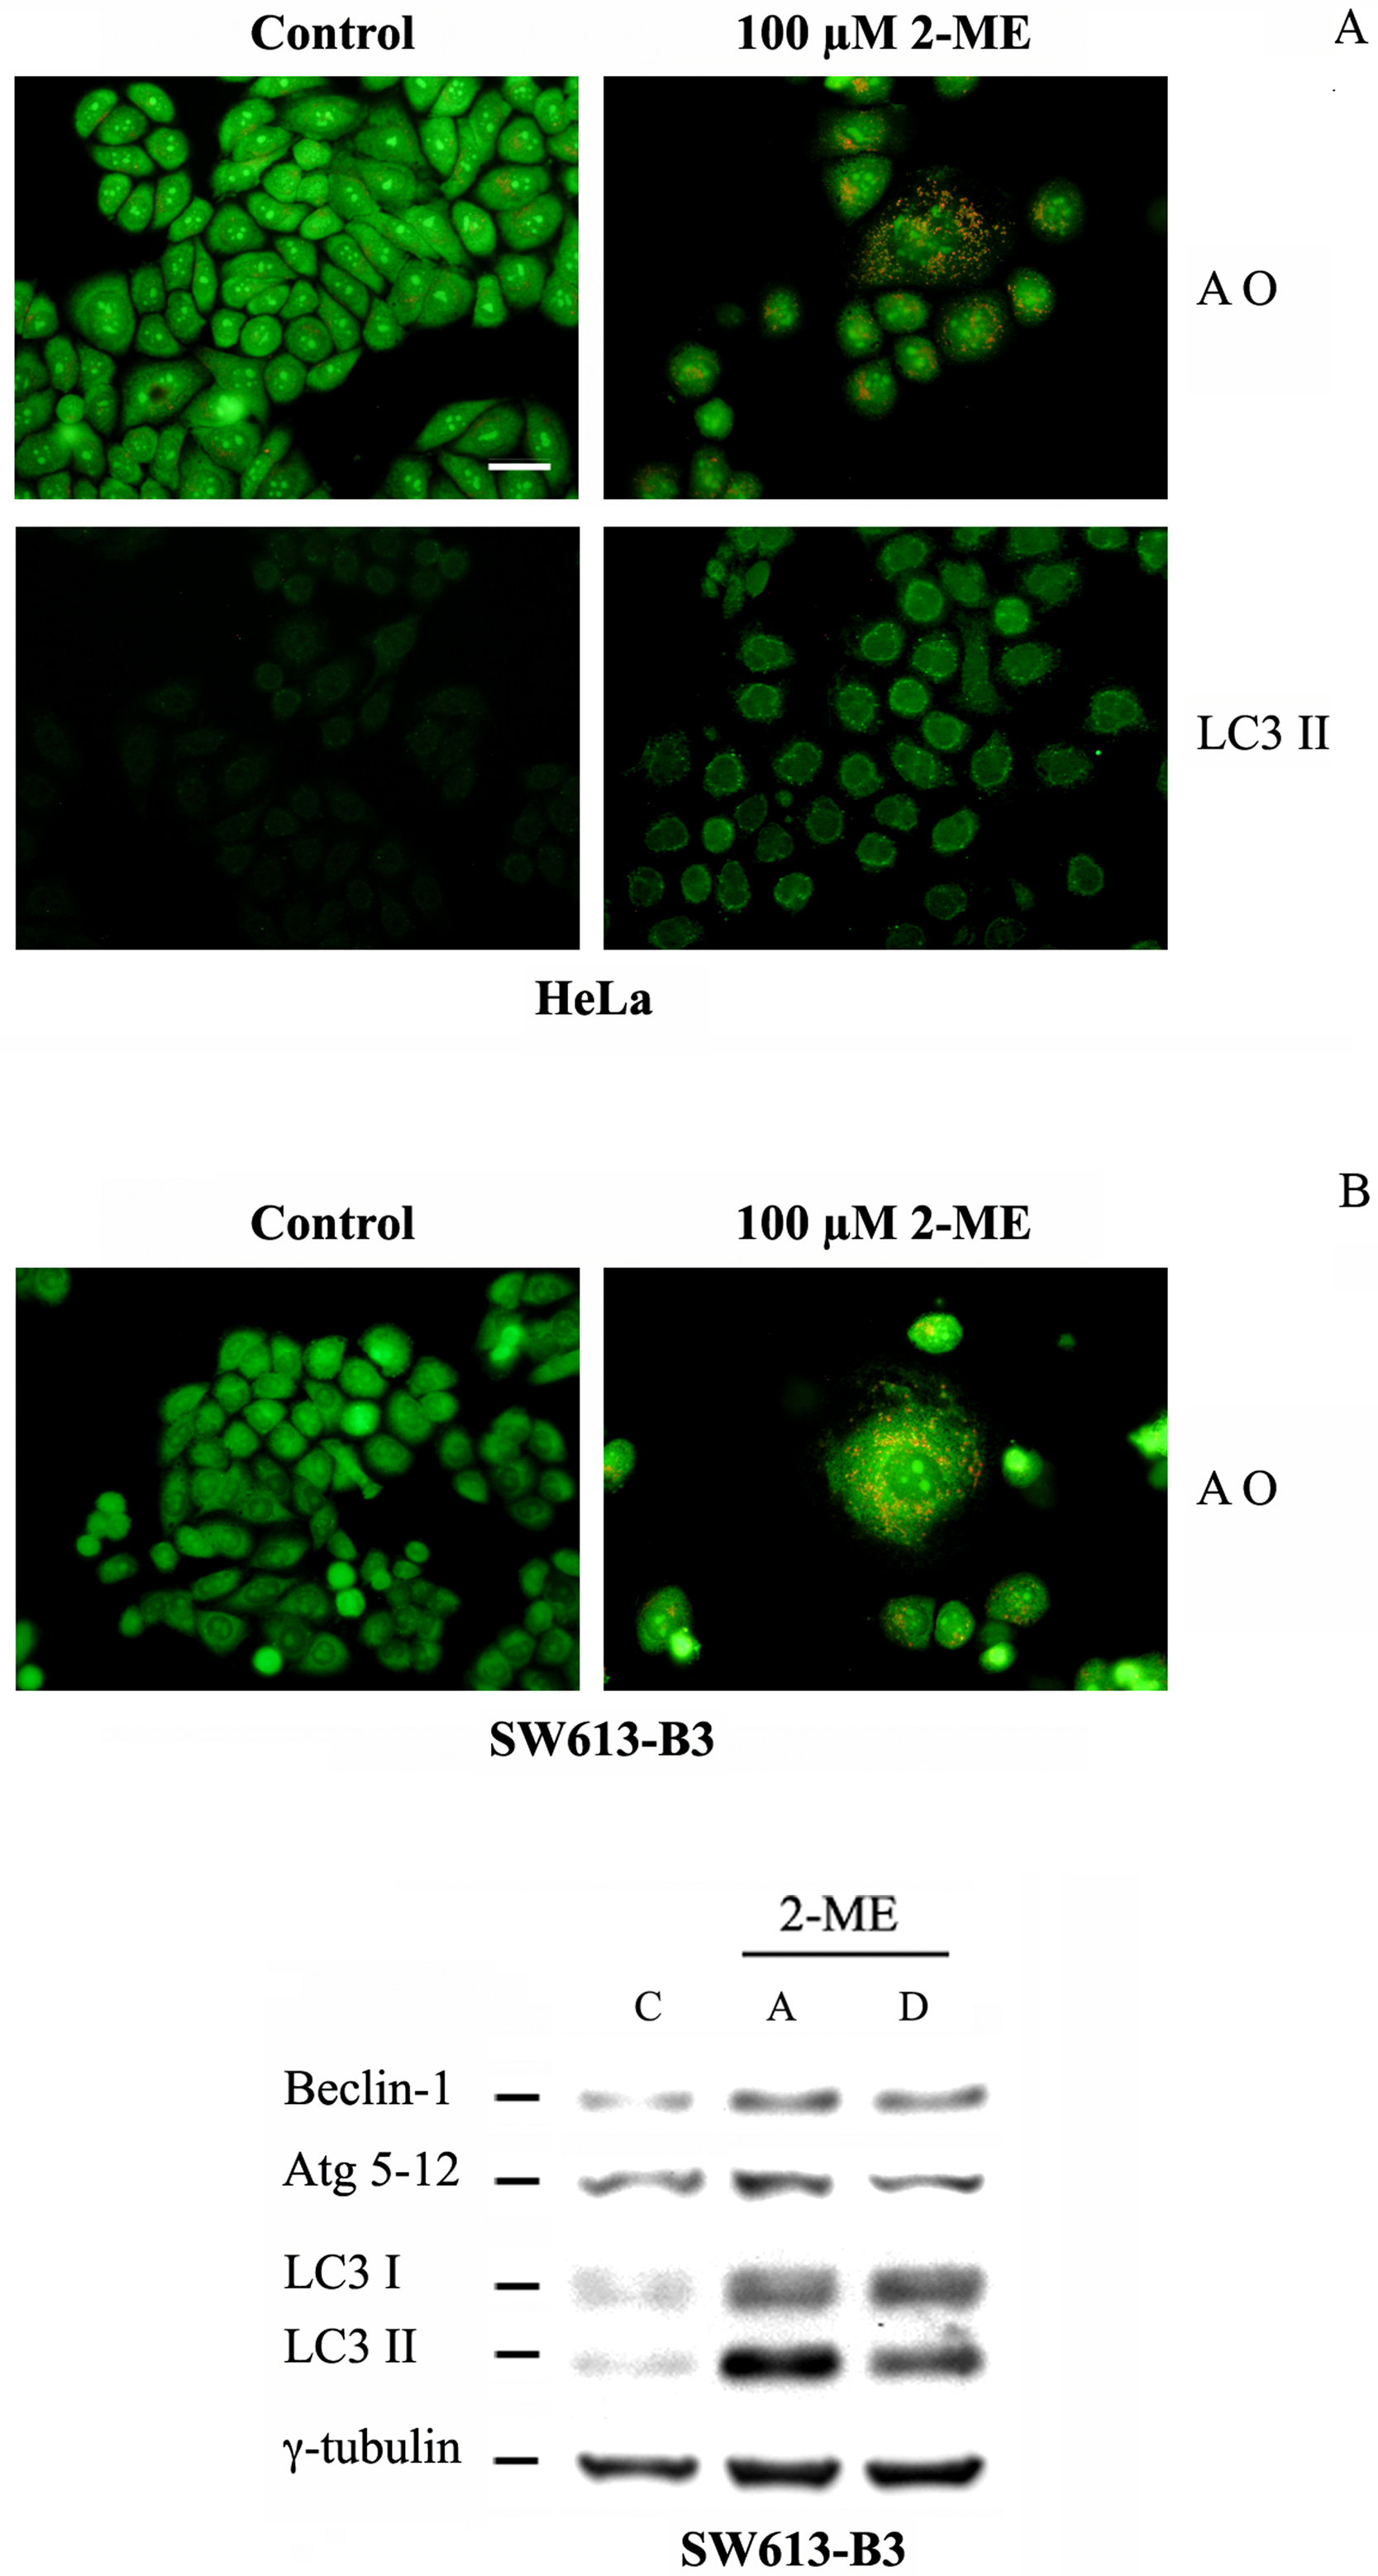 Control 100 µM 2-ME A
A O
LC3 II
HeLa
B
Control 100 µM 2-ME
A O
SW613-B3
2-ME
C A D
Beclin-1
Atg 5-12
LC3 I
LC3 II
γ-tubulin
SW613-B3